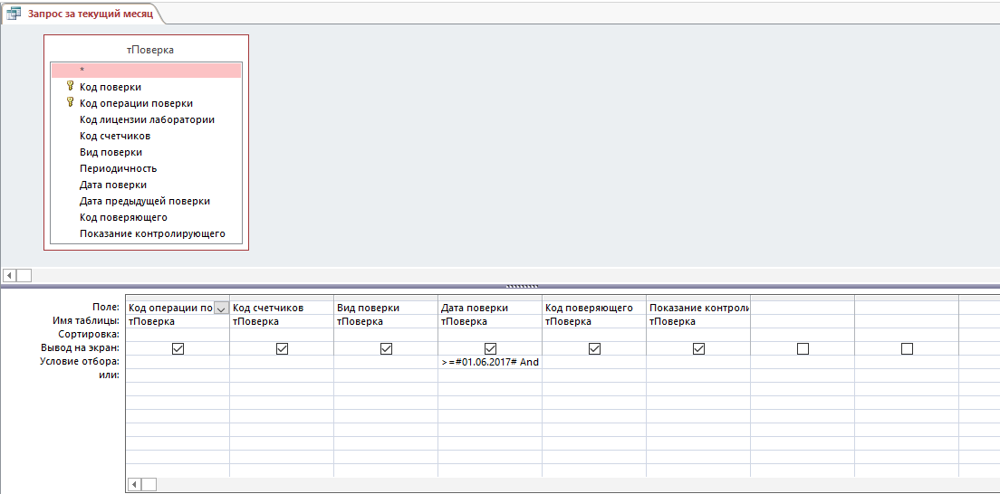 Запрос за текущий месяц
тПоверка
*
Код поверки
Код операции поверки
Код лицензии лаборатории
Код счетчиков
Вид поверки
Периодичность
Дата поверки
Дата предыдущей поверки
Код поверяющего
Показание контролирующего
Поле: Код операции по Код счетчиков Вид поверки Дата поверки Код поверяющего Показание контроли
Имя таблицы: тПоверка тПоверка тПоверка тПоверка тПоверка тПоверка
Сортировка:
Вывод на экран:
Условие отбора: >=#01.06.2017# And
или: